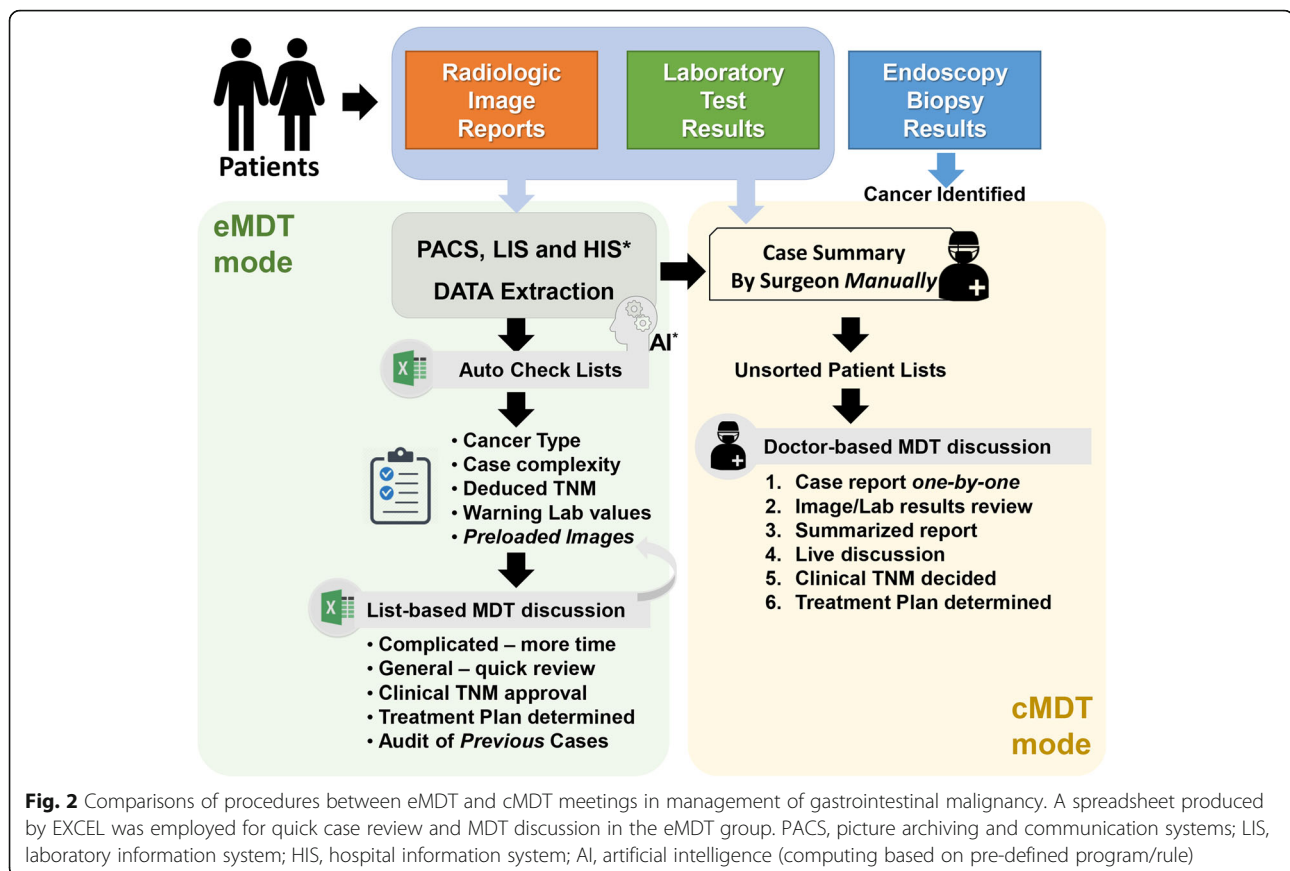 Patients
Radiologic
Image
Reports
Laboratory
Test
Results
Endoscopy
Biopsy
Results
Cancer Identified
eMDT
mode
PACS, LIS and HIS*
DATA Extraction
AI*
X
Auto Check Lists
• Cancer Type
• Case complexity
• Deduced TNM
• Warning Lab values
• Preloaded Images
X
List-based MDT discussion
• Complicated – more time
• General – quick review
• Clinical TNM approval
• Treatment Plan determined
• Audit of Previous Cases
Case Summary
By Surgeon Manually
Unsorted Patient Lists
Doctor-based MDT discussion
1. Case report one-by-one
2. Image/Lab results review
3. Summarized report
4. Live discussion
5. Clinical TNM decided
6. Treatment Plan determined
cMDT
mode
Fig. 2 Comparisons of procedures between eMDT and cMDT meetings in management of gastrointestinal malignancy. A spreadsheet produced
by EXCEL was employed for quick case review and MDT discussion in the eMDT group. PACS, picture archiving and communication systems; LIS,
laboratory information system; HIS, hospital information system; AI, artificial intelligence (computing based on pre-defined program/rule)